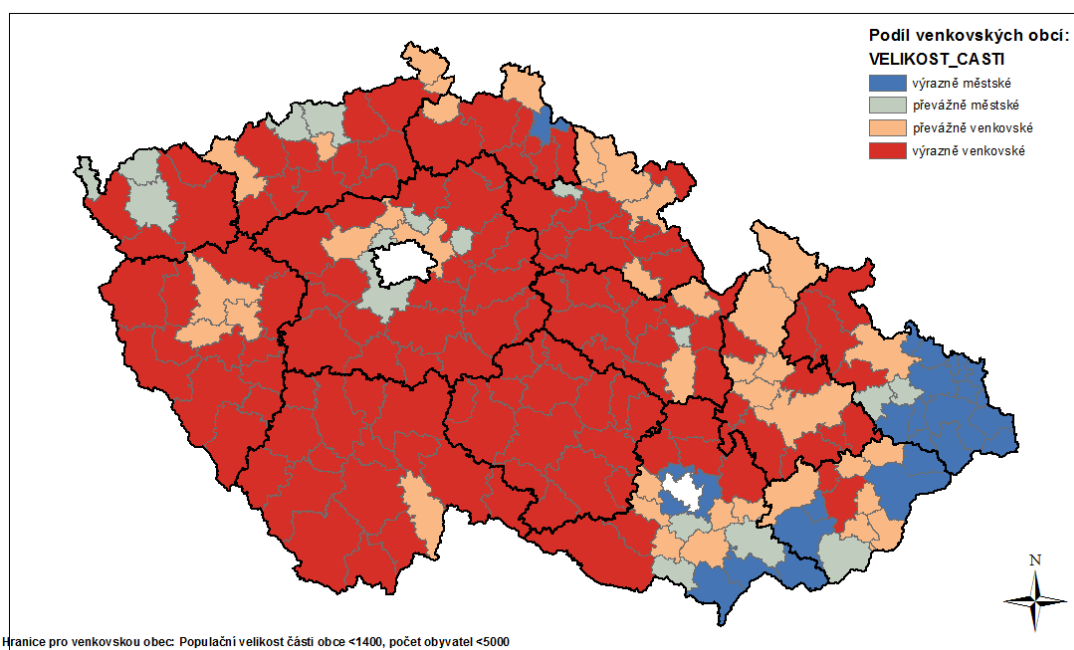 Podíl venkovských obcí:
VELIKOST_CASTI
výrazně městské
převážně městské
převážně venkovské
výrazně venkovské
N
Hranice pro venkovskou obec: Populační velikost části obce <1400, počet obyvatel <5000